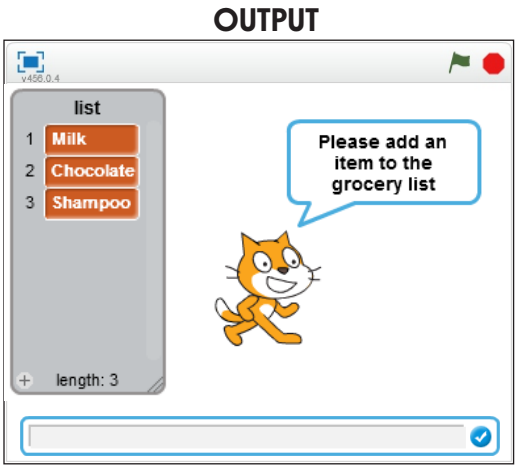 OUTPUT
v456.0.4
list
1 Milk
2 Chocolate
3 Shampoo
+ length: 3
Please add an
item to the
grocery list